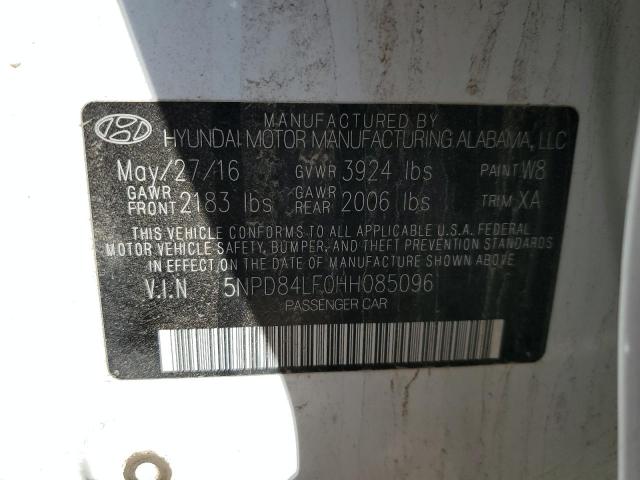 MANUFACTURED BY
HYUNDAI MOTOR MANUFACTURING ALABAMA, LLC
May/27/16 GVWR 3924 lbs PAINT W8
GAWR FRONT 2183 lbs GAWR REAR 2006 lbs TRIM XA
THIS VEHICLE CONFORMS TO ALL APPLICABLE U.S.A. FEDERAL
MOTOR VEHICLE SAFETY, BUMPER, AND THEFT PREVENTION STANDARDS
IN EFFECT ON THE DATE OF MANUFACTURE SHOWN ABOVE.
V.I.N 5NPD84LF0HH085096
PASSENGER CAR